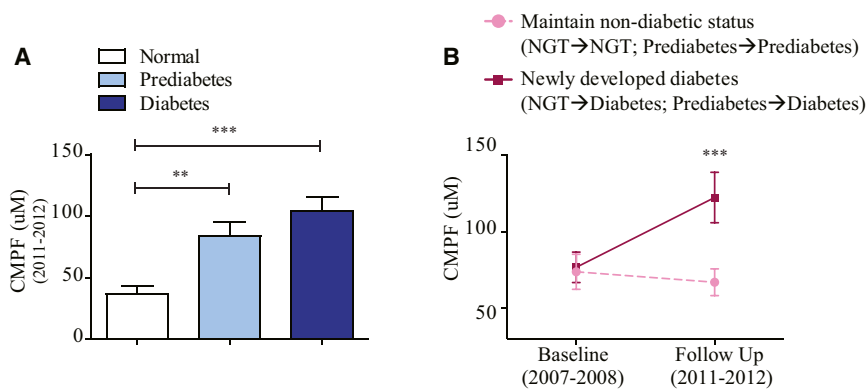 A
Normal
Prediabetes
Diabetes
***
**
CMPF (uM)
(2011-2012)
150
100
50
0
B
Maintain non-diabetic status
(NGT→NGT; Prediabetes→Prediabetes)
Newly developed diabetes
(NGT→Diabetes; Prediabetes→Diabetes)
***
CMPF (uM)
150
100
50
Baseline
(2007-2008)
Follow Up
(2011-2012)